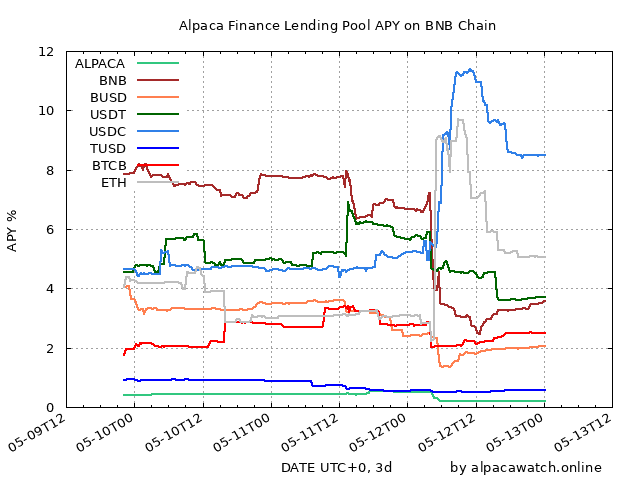 Alpaca Finance Lending Pool APY on BNB Chain
12
10
8
6
4
2
0
APY %
ALPACA
BNB
BUSD
USDT
USDC
TUSD
BTCB
ETH
05-09T12
05-10T00
05-10T12
05-11T00
05-11T12
05-12T00
05-12T12
05-13T00
05-13T12
DATE UTC+0, 3d
by alpacawatch.online